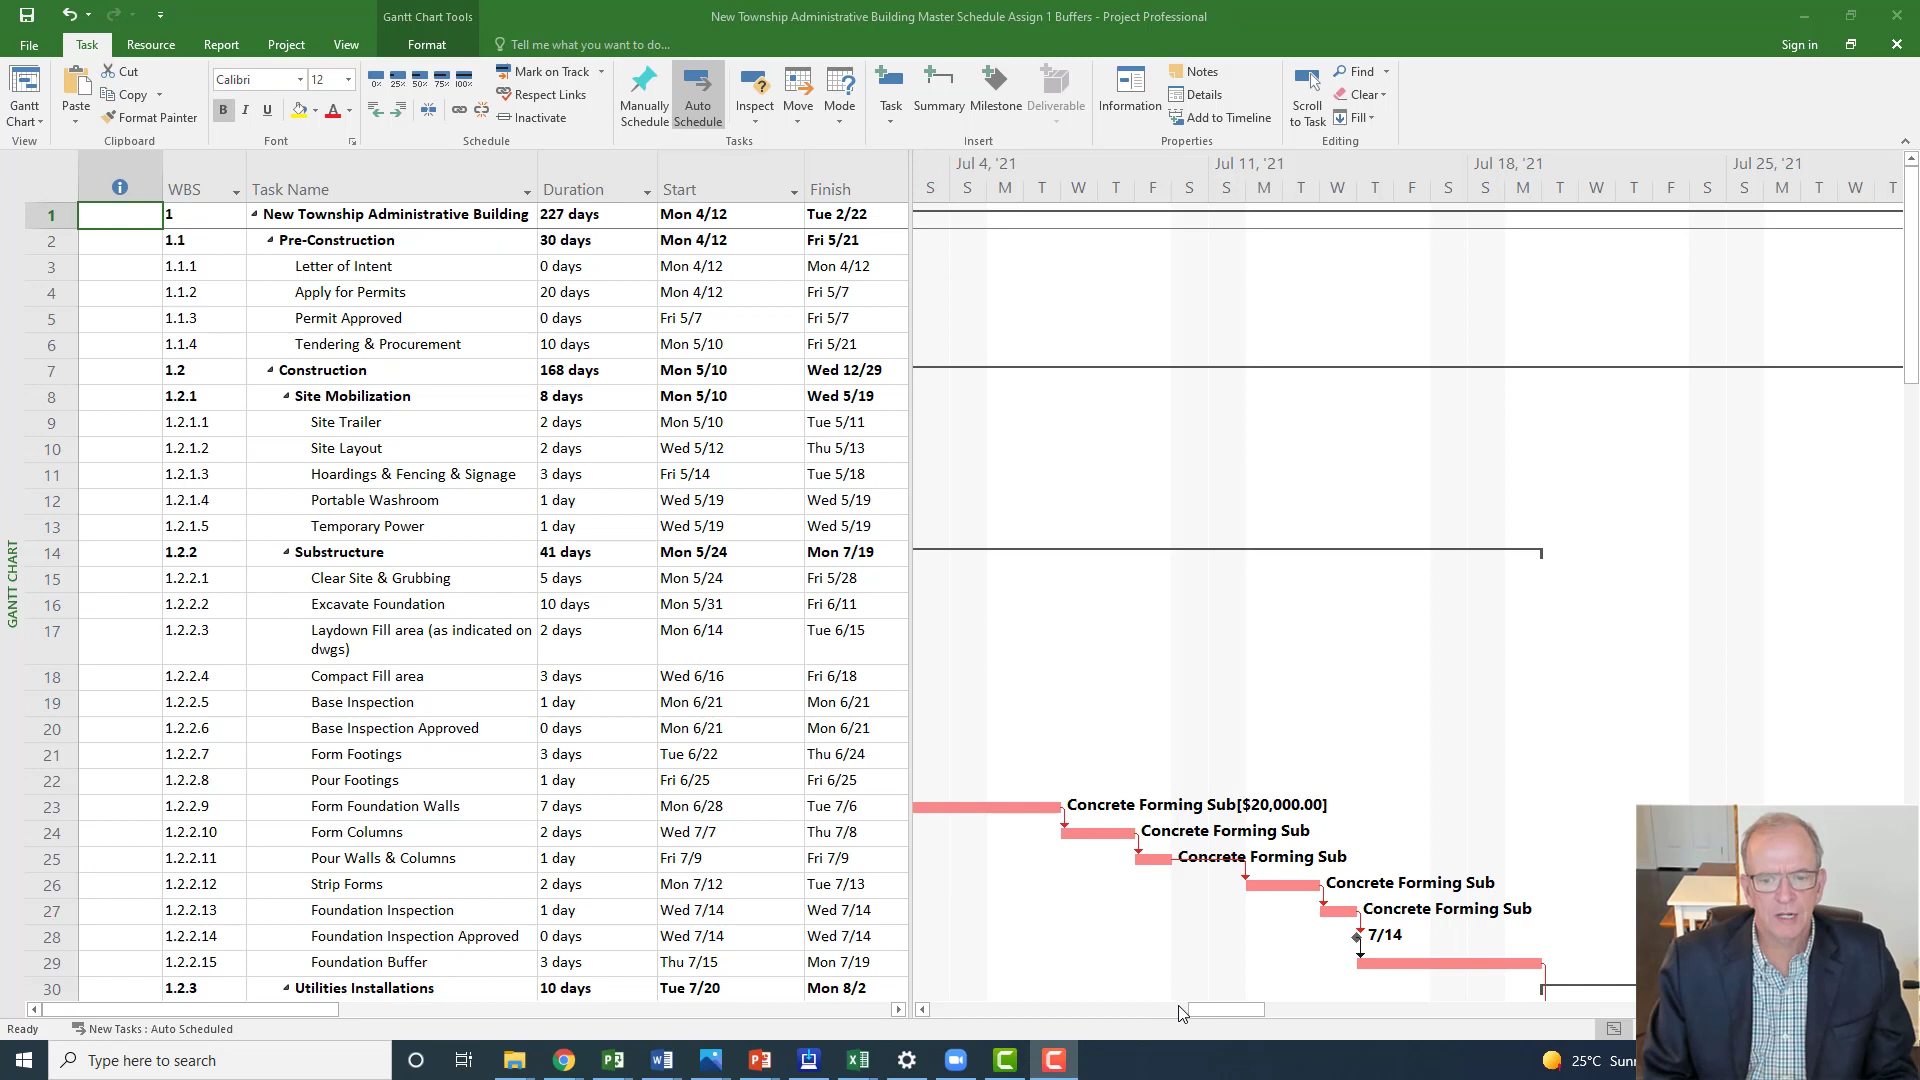 Gantt Chart Tools
New Township Administrative Building Master Schedule Assign 1 Buffers - Project Professional
File Task Resource Report Project View Format Tell me what you want to do... Sign in
Gantt Chart
View
Paste
Cut
Copy
Format Painter
Clipboard
Calibri 12
B I U A
Font
0% 25% 50% 75% 100%
Mark on Track
Respect Links
Inactivate
Schedule
Manually Schedule
Auto Schedule
Inspect
Move
Mode
Tasks
Task
Summary
Milestone
Deliverable
Insert
Information
Notes
Details
Add to Timeline
Properties
Scroll to Task
Find
Clear
Fill
Editing
WBS Task Name Duration Start Finish
Jul 4, '21 Jul 11, '21 Jul 18, '21 Jul 25, '21
S S M T W T F S S M T W T F S S M T W T F S S M T W T
1 1 New Township Administrative Building 227 days Mon 4/12 Tue 2/22
2 1.1 Pre-Construction 30 days Mon 4/12 Fri 5/21
3 1.1.1 Letter of Intent 0 days Mon 4/12 Mon 4/12
4 1.1.2 Apply for Permits 20 days Mon 4/12 Fri 5/7
5 1.1.3 Permit Approved 0 days Fri 5/7 Fri 5/7
6 1.1.4 Tendering & Procurement 10 days Mon 5/10 Fri 5/21
7 1.2 Construction 168 days Mon 5/10 Wed 12/29
8 1.2.1 Site Mobilization 8 days Mon 5/10 Wed 5/19
9 1.2.1.1 Site Trailer 2 days Mon 5/10 Tue 5/11
10 1.2.1.2 Site Layout 2 days Wed 5/12 Thu 5/13
11 1.2.1.3 Hoardings & Fencing & Signage 3 days Fri 5/14 Tue 5/18
12 1.2.1.4 Portable Washroom 1 day Wed 5/19 Wed 5/19
13 1.2.1.5 Temporary Power 1 day Wed 5/19 Wed 5/19
14 1.2.2 Substructure 41 days Mon 5/24 Mon 7/19
15 1.2.2.1 Clear Site & Grubbing 5 days Mon 5/24 Fri 5/28
16 1.2.2.2 Excavate Foundation 10 days Mon 5/31 Fri 6/11
17 1.2.2.3 Laydown Fill area (as indicated on 2 days Mon 6/14 Tue 6/15
dwgs)
18 1.2.2.4 Compact Fill area 3 days Wed 6/16 Fri 6/18
19 1.2.2.5 Base Inspection 1 day Mon 6/21 Mon 6/21
20 1.2.2.6 Base Inspection Approved 0 days Mon 6/21 Mon 6/21
21 1.2.2.7 Form Footings 3 days Tue 6/22 Thu 6/24
22 1.2.2.8 Pour Footings 1 day Fri 6/25 Fri 6/25
23 1.2.2.9 Form Foundation Walls 7 days Mon 6/28 Tue 7/6 Concrete Forming Sub[$20,000.00]
24 1.2.2.10 Form Columns 2 days Wed 7/7 Thu 7/8 Concrete Forming Sub
25 1.2.2.11 Pour Walls & Columns 1 day Fri 7/9 Fri 7/9 Concrete Forming Sub
26 1.2.2.12 Strip Forms 2 days Mon 7/12 Tue 7/13 Concrete Forming Sub
27 1.2.2.13 Foundation Inspection 1 day Wed 7/14 Wed 7/14 Concrete Forming Sub
28 1.2.2.14 Foundation Inspection Approved 0 days Wed 7/14 Wed 7/14 7/14
29 1.2.2.15 Foundation Buffer 3 days Thu 7/15 Mon 7/19
30 1.2.3 Utilities Installations 10 days Tue 7/20 Mon 8/2
GANTT CHART
Ready New Tasks : Auto Scheduled
Type here to search
25°C Sunn